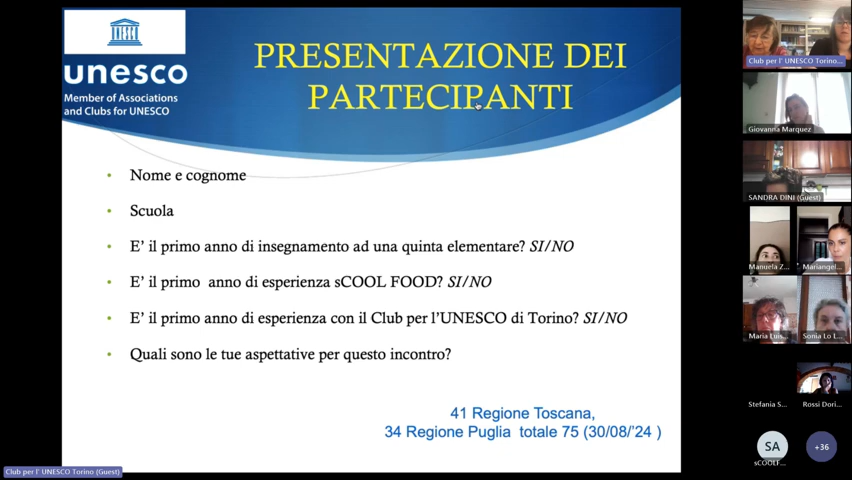 unesco
Member of Associations
and Clubs for UNESCO
PRESENTAZIONE DEI
PARTECIPANTI
• Nome e cognome
• Scuola
• E' il primo anno di insegnamento ad una quinta elementare? SI/NO
• E' il primo anno di esperienza sCOOL FOOD? SI/NO
• E' il primo anno di esperienza con il Club per l'UNESCO di Torino? SI/NO
• Quali sono le tue aspettative per questo incontro?
41 Regione Toscana,
34 Regione Puglia totale 75 (30/08/'24 )
Club per l' UNESCO Torino (Guest)
Club per l' UNESCO Torino...
Giovanna Marquez
SANDRA DINI (Guest)
Manuela Z...
Mariangel...
Maria Luis...
Sonia Lo L...
Stefania S...
Rossi Dori...
SA
sCOOLF...
+36